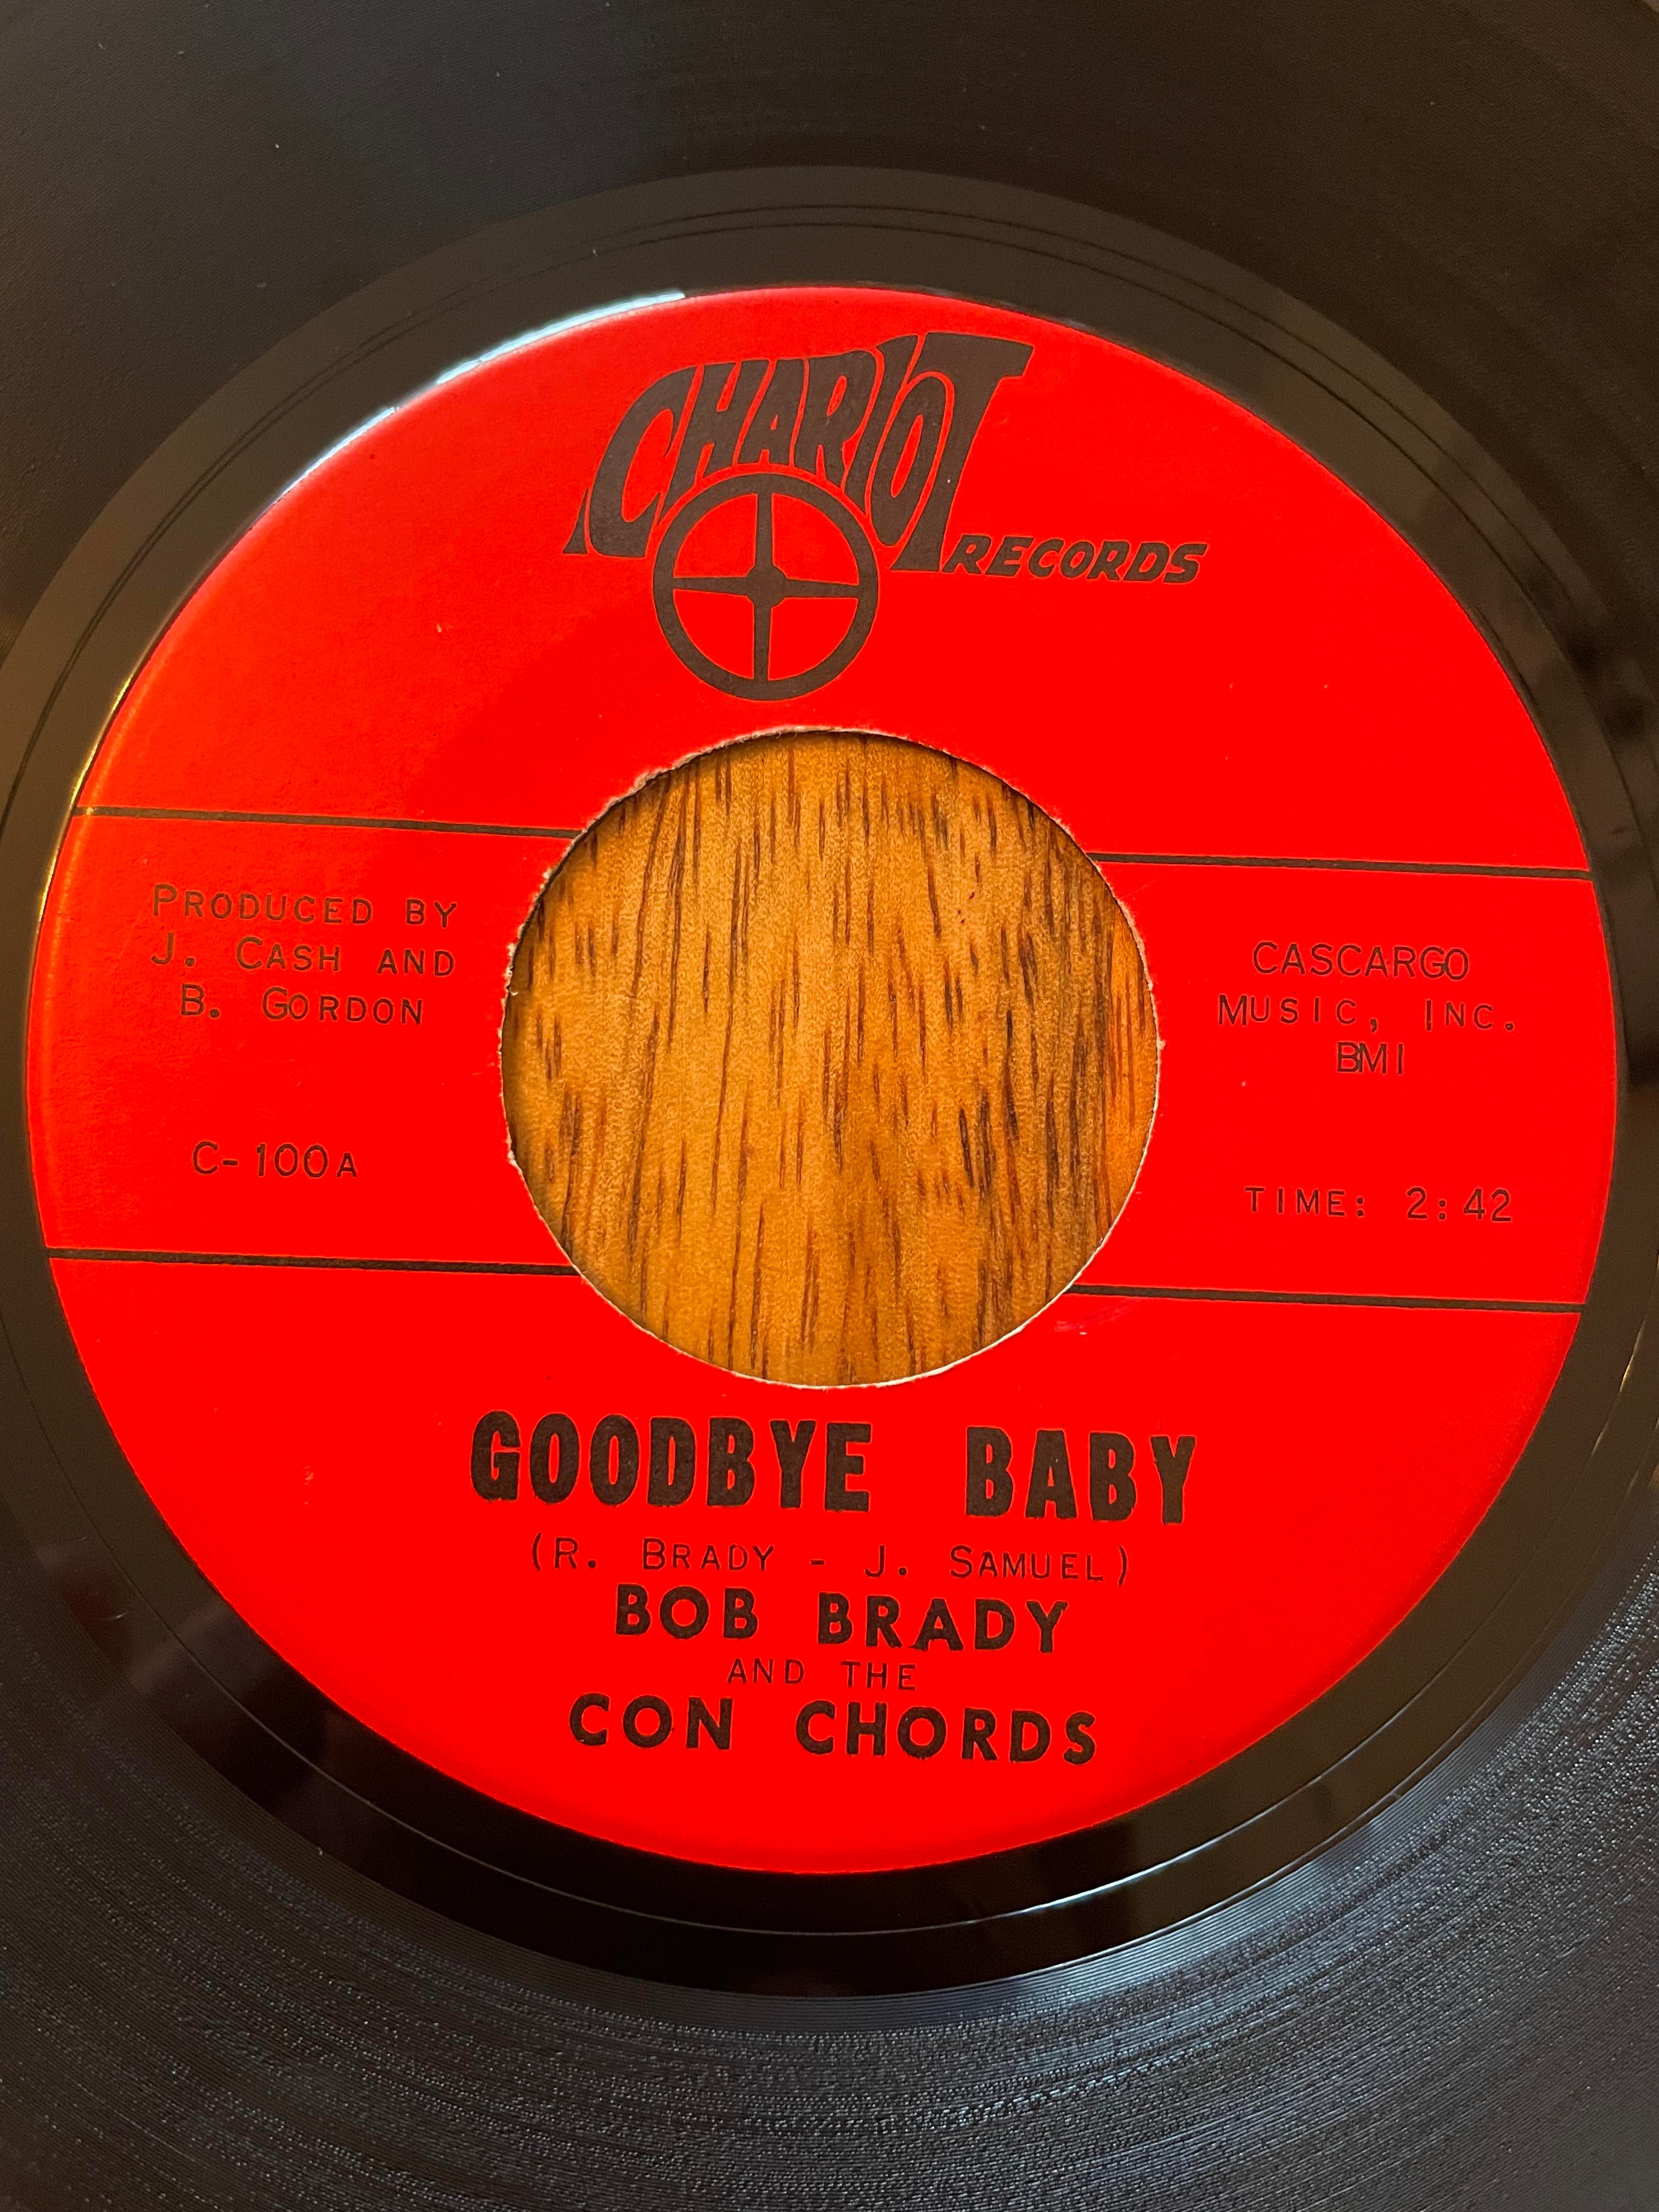 CHARIOT
RECORDS
PRODUCED BY
J. CASH AND
B. GORDON
C-100A
CASCARGO
MUSIC, INC.
BMI
TIME: 2:42
GOODBYE BABY
(R. BRADY - J. SAMUEL)
BOB BRADY
AND THE
CON CHORDS